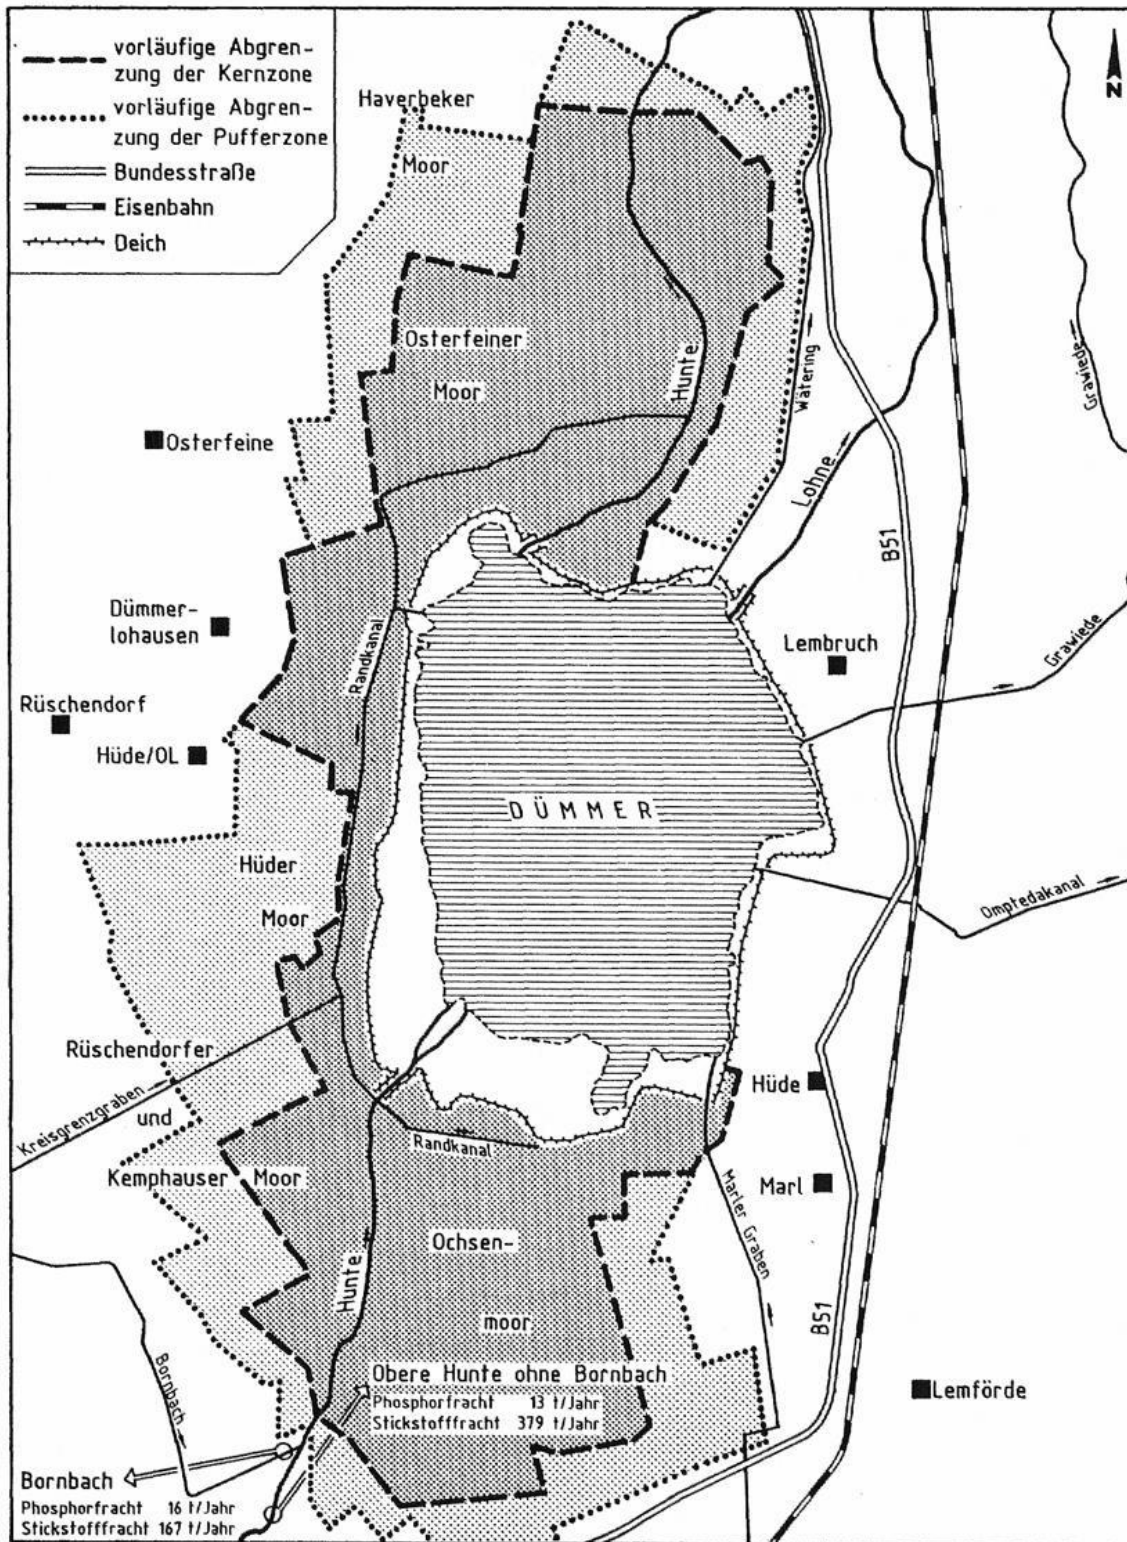 vorläufige Abgren-
zung der Kernzone
vorläufige Abgren-
zung der Pufferzone
Bundesstraße
Eisenbahn
Deich
N
Haverbeker
Moor
Osterfeiner
Moor
Hunte
Wätering
Grawiede
Osterfeine
Lohne
B51
Dümmer-
lohausen
Randkanal
Lembruch
Grawiede
Rüschendorf
Hüde/OL
DÜMMER
Hüder
Moor
Omptedakanal
Rüschendorfer
Kreisgrenzgraben
und
Kemphauser Moor
Hüde
Randkanal
Marl
Marler Graben
Ochsen-
moor
Hunte
B51
Bornbach
Obere Hunte ohne Bornbach
Phosphorfracht 13 t/Jahr
Stickstofffracht 379 t/Jahr
Lemförde
Bornbach
Phosphorfracht 16 t/Jahr
Stickstofffracht 167 t/Jahr